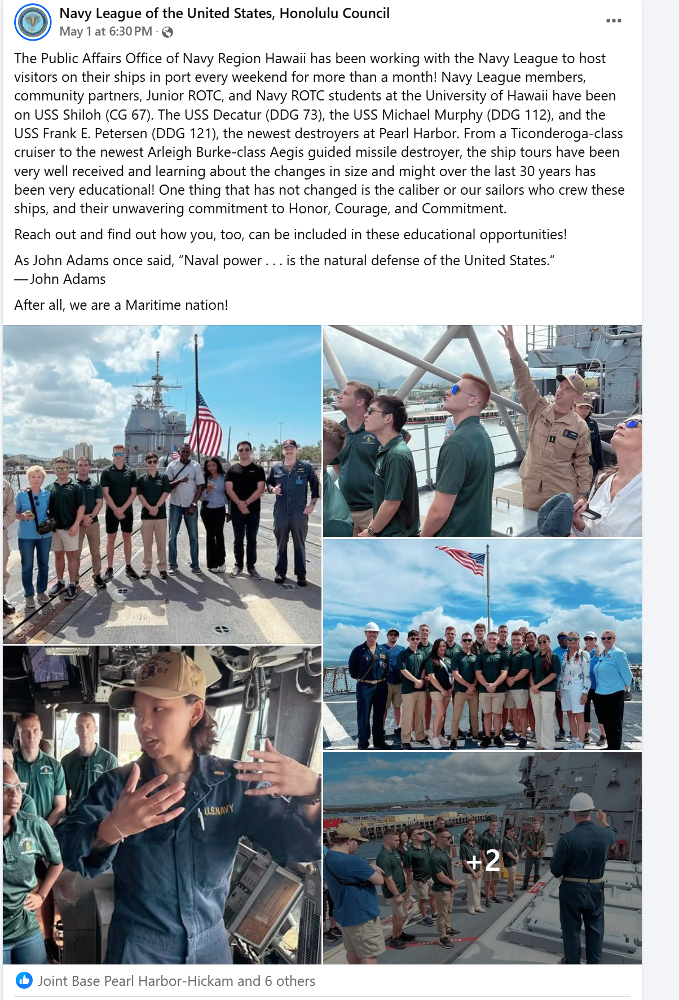 Navy League of the United States, Honolulu Council
May 1 at 6:30 PM ·
The Public Affairs Office of Navy Region Hawaii has been working with the Navy League to host
visitors on their ships in port every weekend for more than a month! Navy League members,
community partners, Junior ROTC, and Navy ROTC students at the University of Hawaii have been
on USS Shiloh (CG 67). The USS Decatur (DDG 73), the USS Michael Murphy (DDG 112), and the
USS Frank E. Petersen (DDG 121), the newest destroyers at Pearl Harbor. From a Ticonderoga-class
cruiser to the newest Arleigh Burke-class Aegis guided missile destroyer, the ship tours have been
very well received and learning about the changes in size and might over the last 30 years has
been very educational! One thing that has not changed is the caliber or our sailors who crew these
ships, and their unwavering commitment to Honor, Courage, and Commitment.
Reach out and find out how you, too, can be included in these educational opportunities!
As John Adams once said, “Naval power . . . is the natural defense of the United States.“
—John Adams
After all, we are a Maritime nation!
67
U.S.NAVY
+2
Joint Base Pearl Harbor-Hickam and 6 others